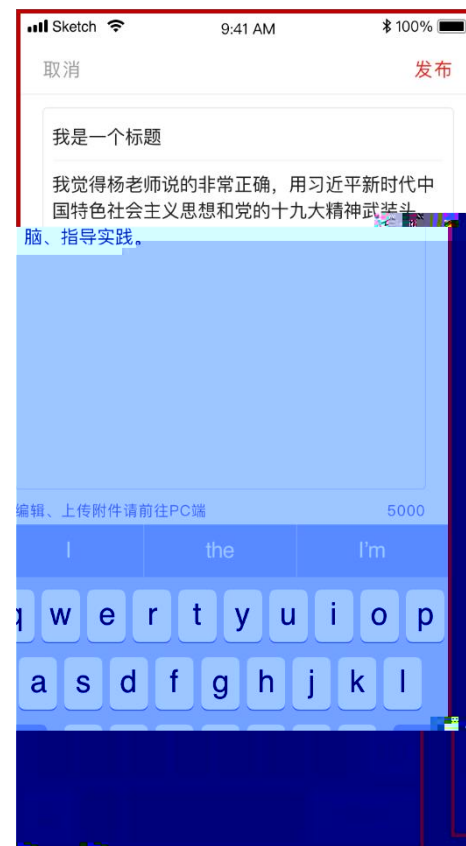 Sketch 9:41 AM 100%
取消 发布
我是一个标题
我觉得杨老师说的非常正确，用习近平新时代中
国特色社会主义思想和党的十九大精神武装头
脑、指导实践。
编辑、上传附件请前往PC端 5000
I the I'm
q w e r t y u i o p
a s d f g h j k l